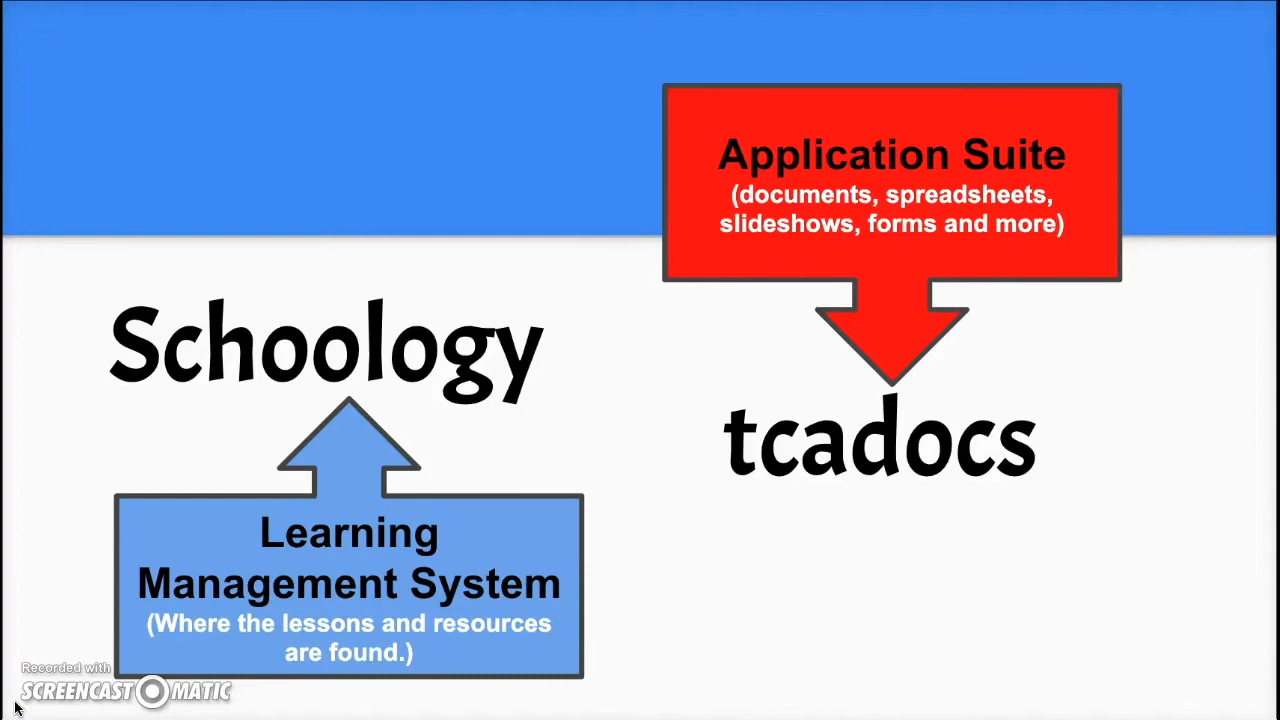 Application Suite
(documents, spreadsheets,
slideshows, forms and more)
Schoology
tcadocs
Learning
Management System
(Where the lessons and resources
are found.)
Recorded with
SCREENCAST MATIC